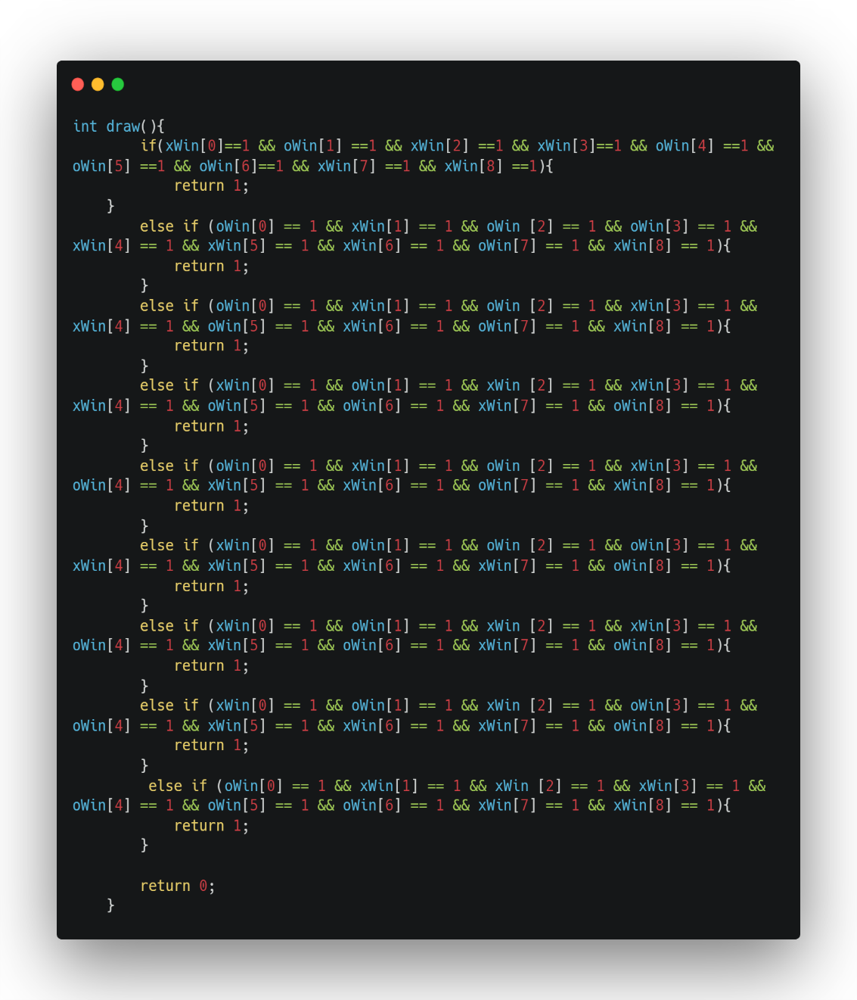 int draw(){
        if(xWin[0]==1 && oWin[1] ==1 && xWin[2] ==1 && xWin[3]==1 && oWin[4] ==1 &&
oWin[5] ==1 && oWin[6]==1 && xWin[7] ==1 && xWin[8] ==1){
            return 1;
    }
        else if (oWin[0] == 1 && xWin[1] == 1 && oWin [2] == 1 && oWin[3] == 1 &&
xWin[4] == 1 && xWin[5] == 1 && xWin[6] == 1 && oWin[7] == 1 && xWin[8] == 1){
            return 1;
        }
        else if (oWin[0] == 1 && xWin[1] == 1 && oWin [2] == 1 && xWin[3] == 1 &&
xWin[4] == 1 && oWin[5] == 1 && xWin[6] == 1 && oWin[7] == 1 && xWin[8] == 1){
            return 1;
        }
        else if (xWin[0] == 1 && oWin[1] == 1 && xWin [2] == 1 && xWin[3] == 1 &&
xWin[4] == 1 && oWin[5] == 1 && oWin[6] == 1 && xWin[7] == 1 && oWin[8] == 1){
            return 1;
        }
        else if (oWin[0] == 1 && xWin[1] == 1 && oWin [2] == 1 && xWin[3] == 1 &&
oWin[4] == 1 && xWin[5] == 1 && xWin[6] == 1 && oWin[7] == 1 && xWin[8] == 1){
            return 1;
        }
        else if (xWin[0] == 1 && oWin[1] == 1 && oWin [2] == 1 && oWin[3] == 1 &&
xWin[4] == 1 && xWin[5] == 1 && xWin[6] == 1 && xWin[7] == 1 && oWin[8] == 1){
            return 1;
        }
        else if (xWin[0] == 1 && oWin[1] == 1 && xWin [2] == 1 && xWin[3] == 1 &&
oWin[4] == 1 && xWin[5] == 1 && oWin[6] == 1 && xWin[7] == 1 && oWin[8] == 1){
            return 1;
        }
        else if (xWin[0] == 1 && oWin[1] == 1 && xWin [2] == 1 && oWin[3] == 1 &&
oWin[4] == 1 && xWin[5] == 1 && xWin[6] == 1 && xWin[7] == 1 && oWin[8] == 1){
            return 1;
        }
         else if (oWin[0] == 1 && xWin[1] == 1 && xWin [2] == 1 && xWin[3] == 1 &&
oWin[4] == 1 && oWin[5] == 1 && oWin[6] == 1 && xWin[7] == 1 && xWin[8] == 1){
            return 1;
        }
        return 0;
    }